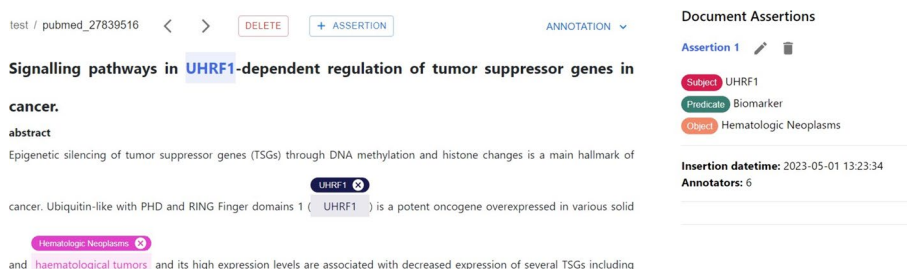 test / pubmed_27839516 < > DELETE + ASSERTION ANNOTATION
Signalling pathways in UHRF1-dependent regulation of tumor suppressor genes in
cancer.
abstract
Epigenetic silencing of tumor suppressor genes (TSGs) through DNA methylation and histone changes is a main hallmark of
UHRF1
cancer. Ubiquitin-like with PHD and RING Finger domains 1 ( UHRF1 ) is a potent oncogene overexpressed in various solid
Hematologic Neoplasms
and haematological tumors and its high expression levels are associated with decreased expression of several TSGs including
Document Assertions
Assertion 1
Subject UHRF1
Predicate Biomarker
Object Hematologic Neoplasms
Insertion datetime: 2023-05-01 13:23:34
Annotators: 6